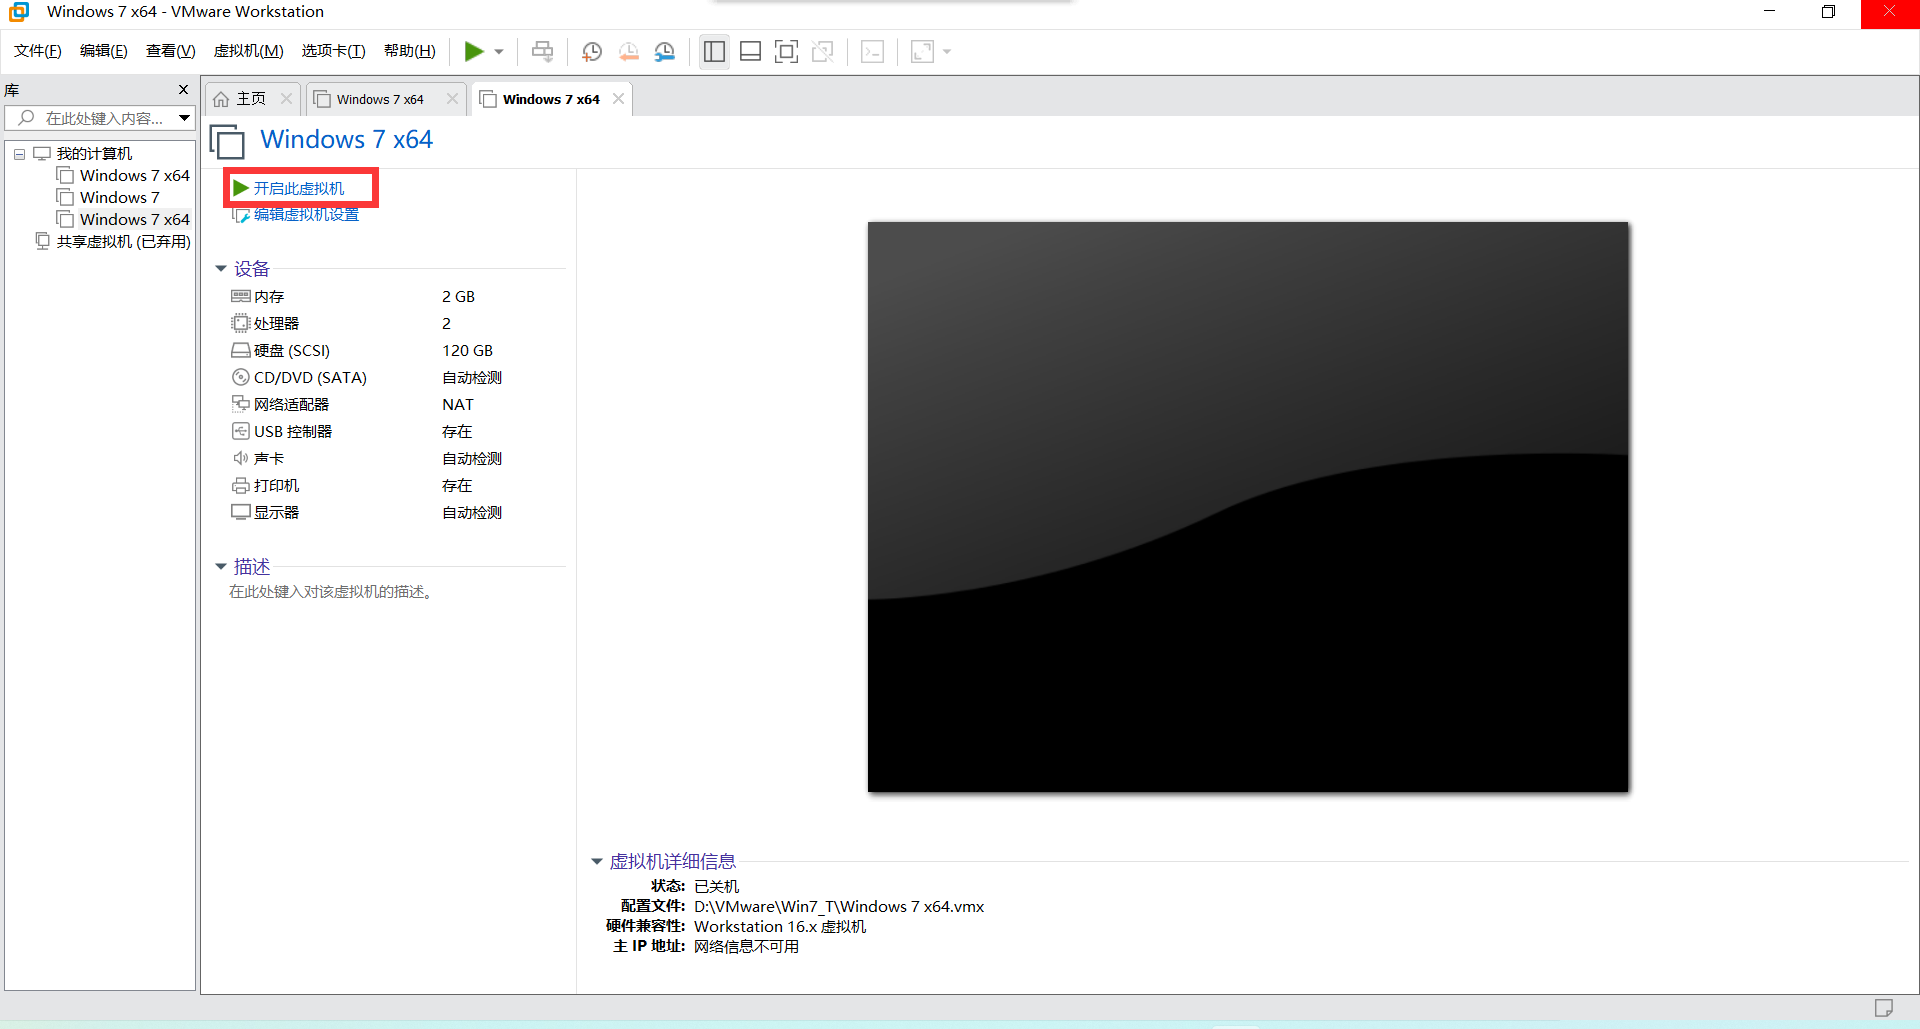 Windows 7 x64 - VMware Workstation
文件(F) 编辑(E) 查看(V) 虚拟机(M) 选项卡(T) 帮助(H)
库
在此处键入内容...
我的计算机
Windows 7 x64
Windows 7
Windows 7 x64
共享虚拟机 (已弃用)
主页 Windows 7 x64 Windows 7 x64
Windows 7 x64
开启此虚拟机
编辑虚拟机设置
设备
内存 2 GB
处理器 2
硬盘 (SCSI) 120 GB
CD/DVD (SATA) 自动检测
网络适配器 NAT
USB 控制器 存在
声卡 自动检测
打印机 存在
显示器 自动检测
描述
在此处键入对该虚拟机的描述。
虚拟机详细信息
状态: 已关机
配置文件: D:\VMware\Win7_T\Windows 7 x64.vmx
硬件兼容性: Workstation 16.x 虚拟机
主 IP 地址: 网络信息不可用